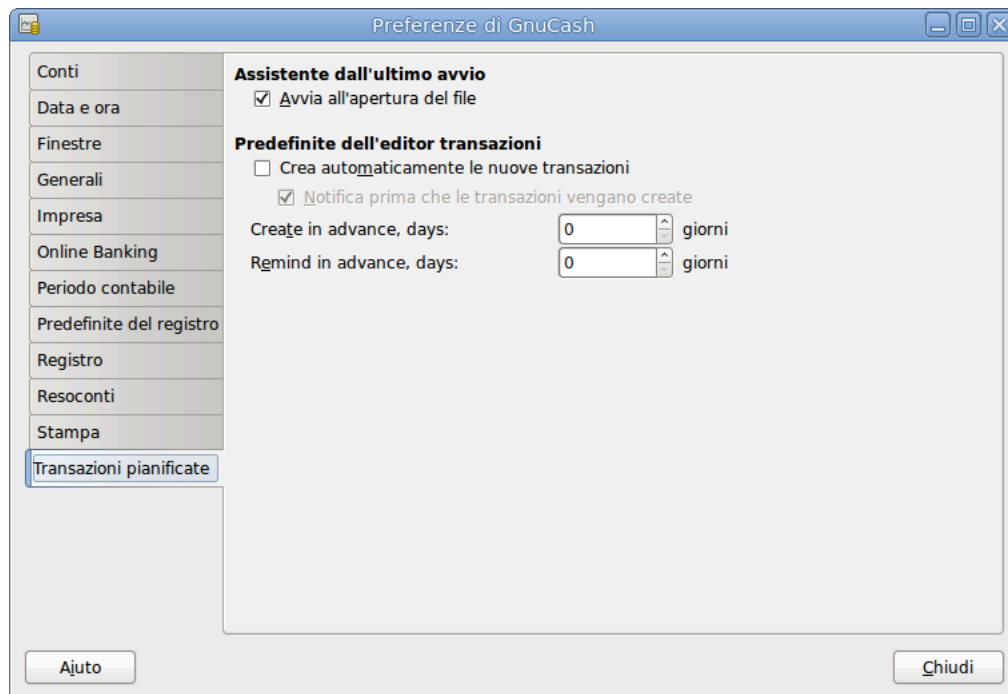 Preferenze di GnuCash
Conti
Data e ora
Finestre
Generali
Impresa
Online Banking
Periodo contabile
Predefinite del registro
Registro
Resoconti
Stampa
Transazioni pianificate
Assistente dall'ultimo avvio
Avvia all'apertura del file
Predefinite dell'editor transazioni
Crea automaticamente le nuove transazioni
Notifica prima che le transazioni vengano create
Create in advance, days: 0 giorni
Remind in advance, days: 0 giorni
Aiuto
Chiudi